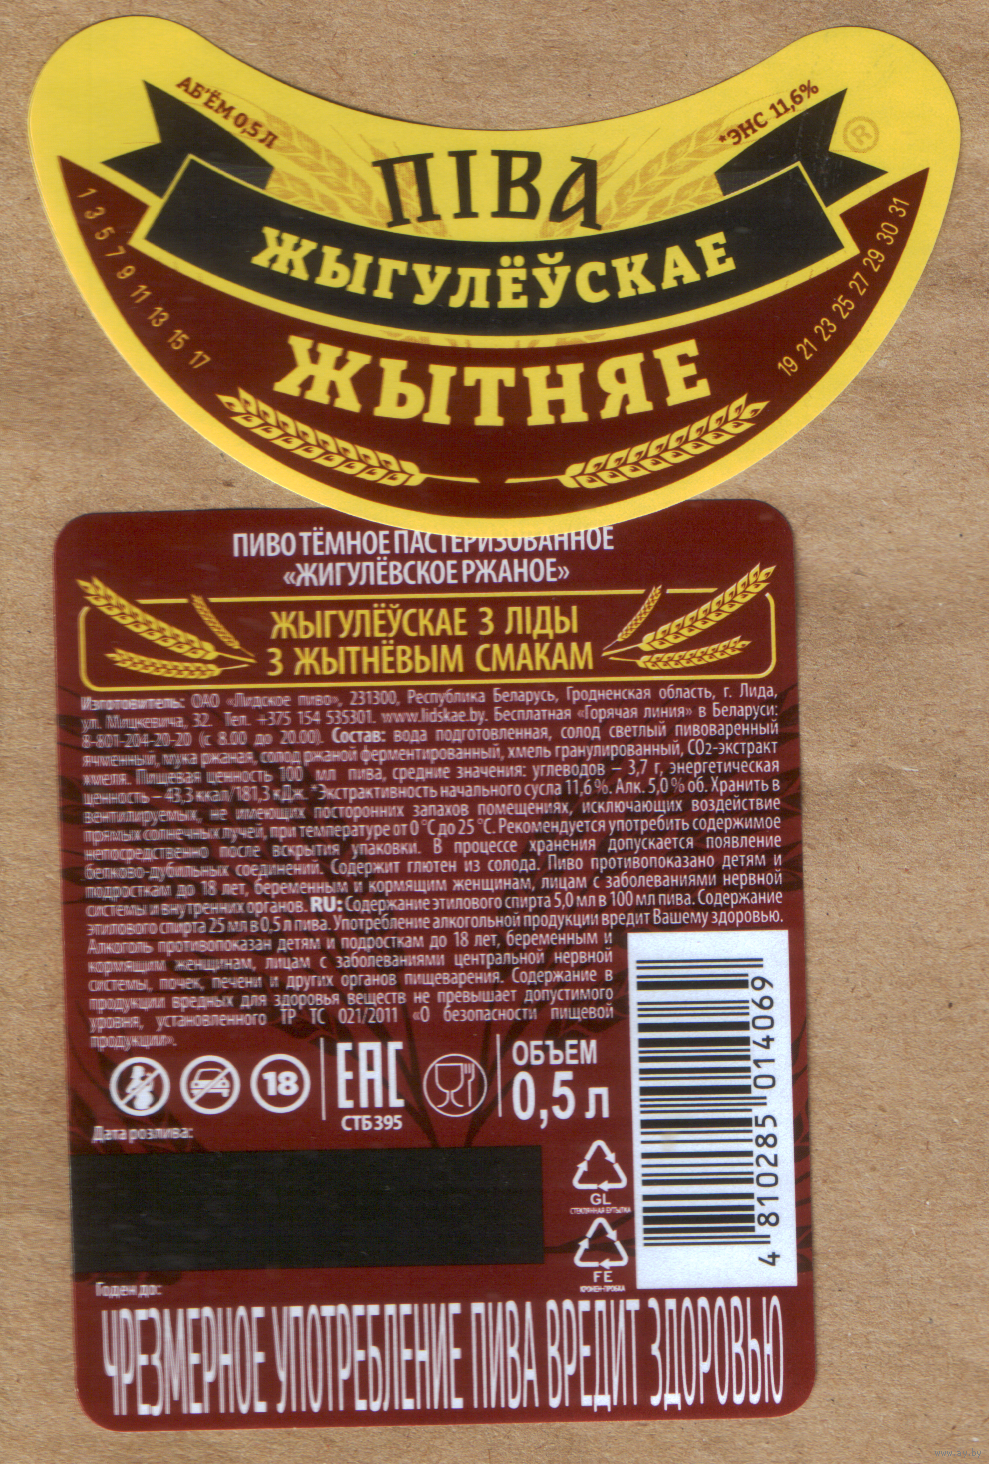 АБ'ЁМ 0,5 Л
*ЭНС 11,6%
®
ПІВА
ЖЫГУЛЁЎСКАЕ
ЖЫТНЯЕ
1 3 5 7 9 11 13 15 17
19 21 23 25 27 29 30 31
ПИВО ТЁМНОЕ ПАСТЕРИЗОВАННОЕ
«ЖИГУЛЁВСКОЕ РЖАНОЕ»
ЖЫГУЛЁЎСКАЕ З ЛІДЫ
З ЖЫТНЁВЫМ СМАКАМ
Изготовитель: ОАО «Лидское пиво», 231300, Республика Беларусь, Гродненская область, г. Лида,
ул. Мицкевича, 32. Тел. +375 154 535301. www.lidskae.by. Бесплатная «Горячая линия» в Беларуси:
8-801-204-20-20 (с 8.00 до 20.00). Состав: вода подготовленная, солод светлый пивоваренный
ячменный, мука ржаная, солод ржаной ферментированный, хмель гранулированный, CO2-экстракт
хмеля. Пищевая ценность 100 мл пива, средние значения: углеводов – 3,7 г, энергетическая
ценность – 43,3 ккал/181,3 кДж. *Экстрактивность начального сусла 11,6%. Алк. 5,0% об. Хранить в
вентилируемых, не имеющих посторонних запахов помещениях, исключающих воздействие
прямых солнечных лучей, при температуре от 0 °С до 25 °С. Рекомендуется употребить содержимое
непосредственно после вскрытия упаковки. В процессе хранения допускается появление
белково-дубильных соединений. Содержит глютен из солода. Пиво противопоказано детям и
подросткам до 18 лет, беременным и кормящим женщинам, лицам с заболеваниями нервной
системы и внутренних органов. RU: Содержание этилового спирта 5,0 мл в 100 мл пива. Содержание
этилового спирта 25 мл в 0,5 л пива. Употребление алкогольной продукции вредит Вашему здоровью.
Алкоголь противопоказан детям и подросткам до 18 лет, беременным и
кормящим женщинам, лицам с заболеваниями центральной нервной
системы, почек, печени и других органов пищеварения. Содержание в
продукции вредных для здоровья веществ не превышает допустимого
уровня, установленного ТР ТС 021/2011 «О безопасности пищевой
продукции».
18
EAC
СТБ 395
ОБЪЕМ
0,5 л
Дата розлива:
GL
СТЕКЛЯННАЯ БУТЫЛКА
FE
КРОНЕН-ПРОБКА
4 810285 014069
Годен до:
ЧРЕЗМЕРНОЕ УПОТРЕБЛЕНИЕ ПИВА ВРЕДИТ ЗДОРОВЬЮ
www.ay.by